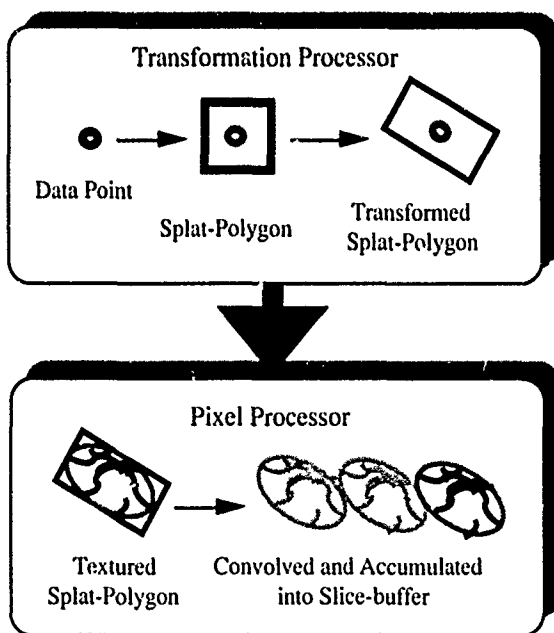 Transformation Processor
Data Point
Splat-Polygon
Transformed
Splat-Polygon
Pixel Processor
Textured
Splat-Polygon
Convolved and Accumulated
into Slice-buffer